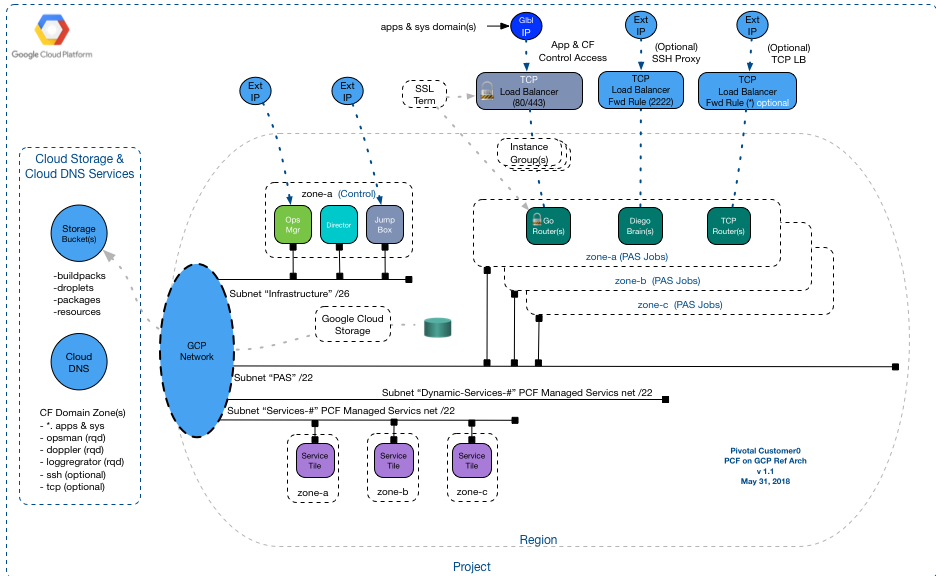 Google Cloud Platform
apps & sys domain(s)
Glbl
IP
Ext
IP
Ext
IP
App & CF
Control Access
(Optional)
SSH Proxy
(Optional)
TCP LB
Ext
IP
Ext
IP
SSL
Term
TCP
Load Balancer
(80/443)
TCP
Load Balancer
Fwd Rule (2222)
TCP
Load Balancer
Fwd Rule (*) optional
Instance
Group(s)
Cloud Storage &
Cloud DNS Services
Storage
Bucket(s)
-buildpacks
-droplets
-packages
-resources
Cloud
DNS
CF Domain Zone(s)
- *. apps & sys
- opsman (rqd)
- doppler (rqd)
- loggregrator (rqd)
- ssh (optional)
- tcp (optional)
zone-a (Control)
Ops
Mgr
Director
Jump
Box
Go
Router(s)
Diego
Brain(s)
TCP
Router(s)
zone-a (PAS Jobs)
zone-b (PAS Jobs)
zone-c (PAS Jobs)
Subnet “Infrastructure” /26
Google Cloud
Storage
GCP
Network
Subnet “PAS” /22
Subnet “Dynamic-Services-#” PCF Managed Servics net /22
Subnet “Services-#” PCF Managed Servics net /22
Service
Tile
Service
Tile
Service
Tile
zone-a
zone-b
zone-c
Pivotal Customer0
PCF on GCP Ref Arch
v 1.1
May 31, 2018
Region
Project